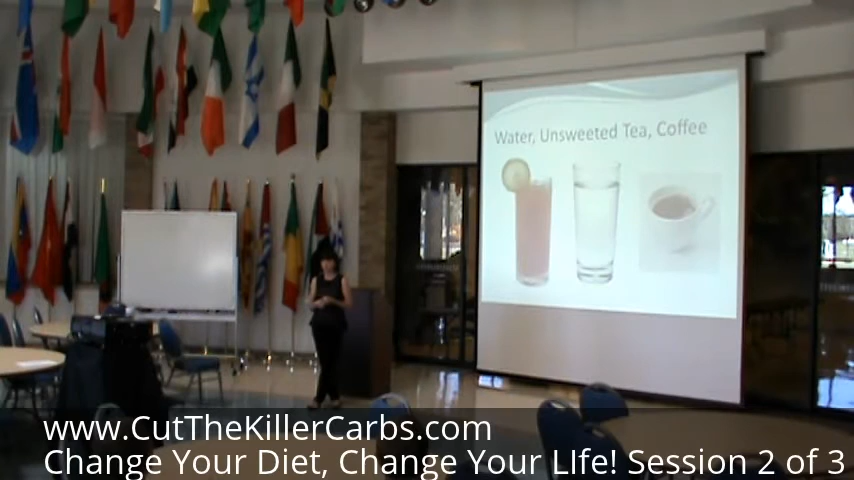 Water, Unsweeted Tea, Coffee
www.CutTheKillerCarbs.com
Change Your Diet, Change Your LIfe! Session 2 of 3